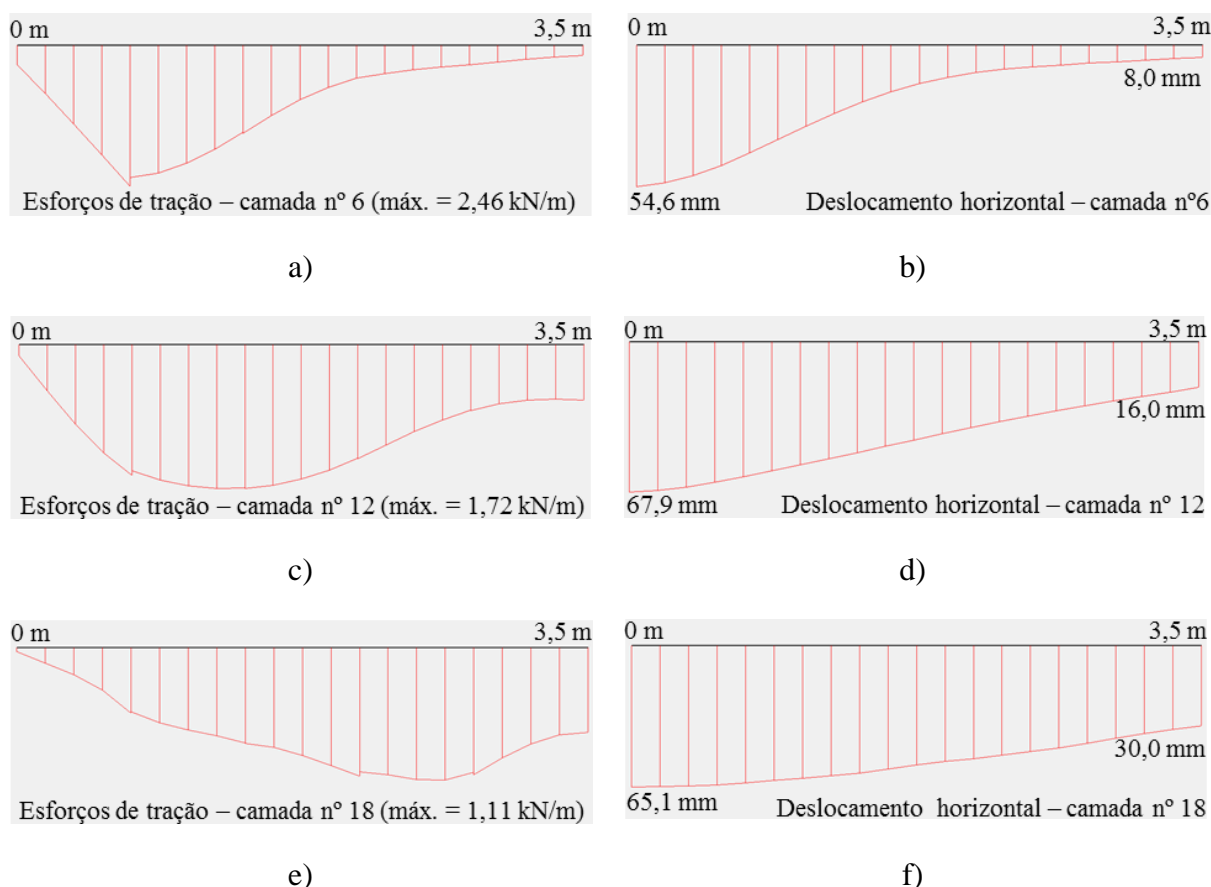 0 m 3,5 m
Esforços de tração – camada nº 6 (máx. = 2,46 kN/m)
a)
0 m 3,5 m
8,0 mm
54,6 mm Deslocamento horizontal – camada nº6
b)
0 m 3,5 m
Esforços de tração – camada nº 12 (máx. = 1,72 kN/m)
c)
0 m 3,5 m
16,0 mm
67,9 mm Deslocamento horizontal – camada nº 12
d)
0 m 3,5 m
Esforços de tração – camada nº 18 (máx. = 1,11 kN/m)
e)
0 m 3,5 m
30,0 mm
65,1 mm Deslocamento horizontal – camada nº 18
f)